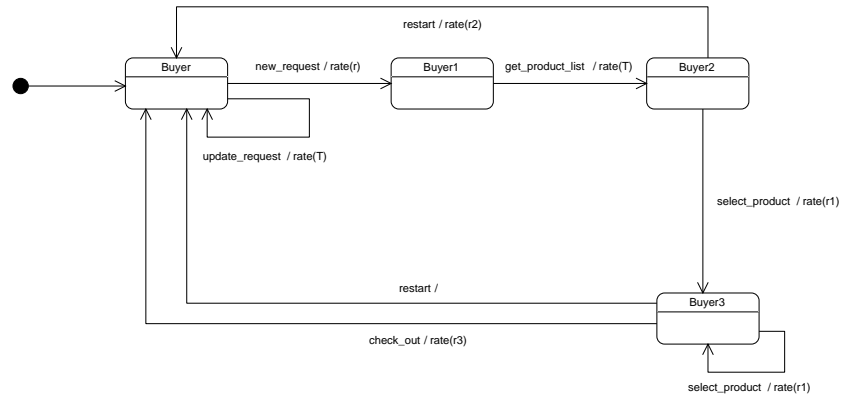 restart / rate(r2)
Buyer
new_request / rate(r)
Buyer1
get_product_list / rate(T)
Buyer2
update_request / rate(T)
select_product / rate(r1)
restart /
Buyer3
check_out / rate(r3)
select_product / rate(r1)